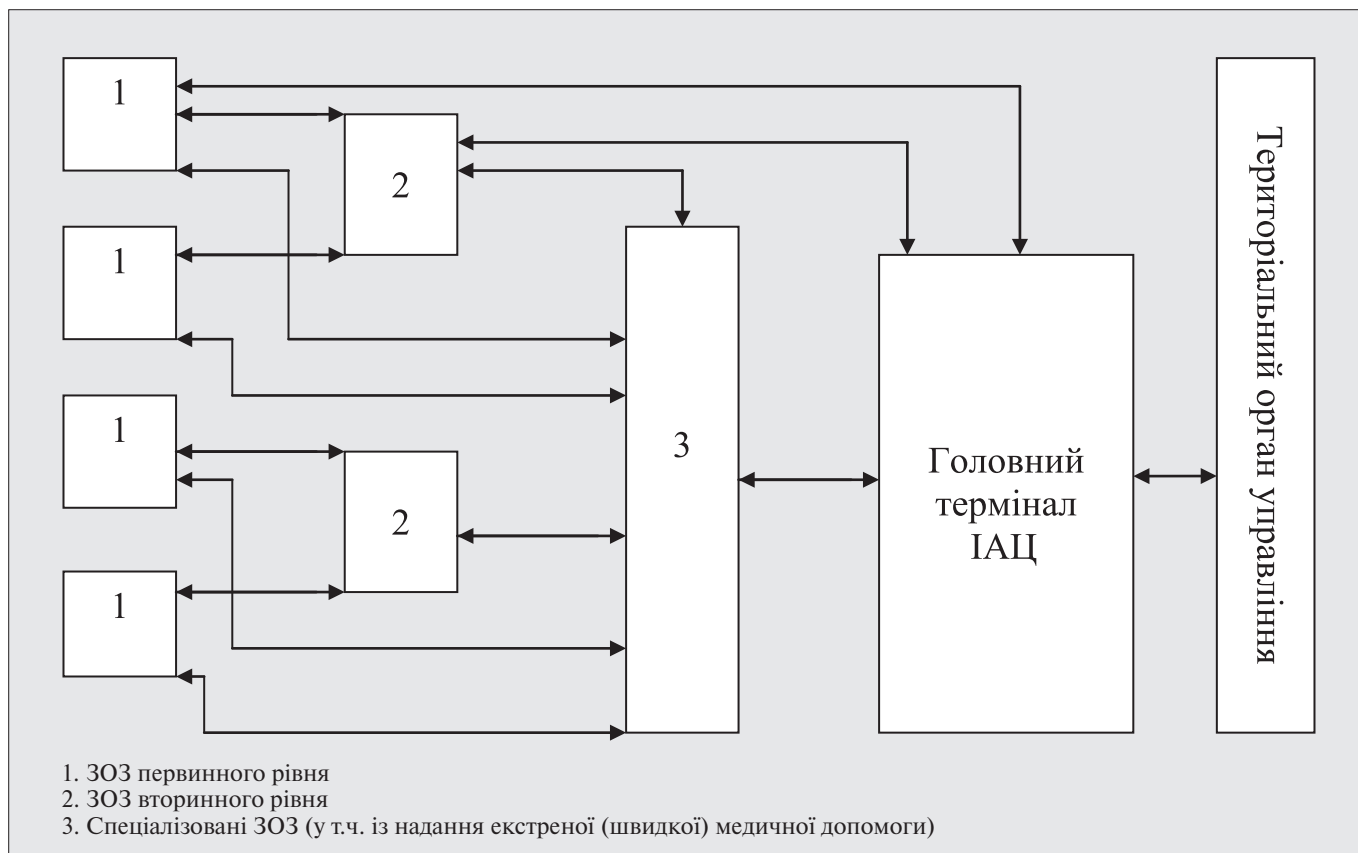 1
2
1
1
2
1
3
Головний
термінал
ІАЦ
Територіальний орган управління
1. ЗОЗ первинного рівня
2. ЗОЗ вторинного рівня
3. Спеціалізовані ЗОЗ (у т.ч. із надання екстреної (швидкої) медичної допомоги)